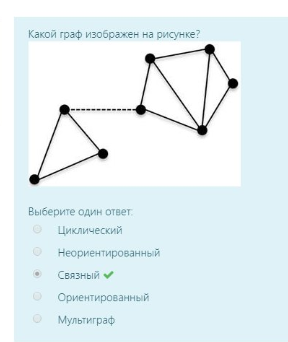 Какой граф изображен на рисунке?
Выберите один ответ:
Циклический
Неориентированный
Связный
Ориентированный
Мультиграф